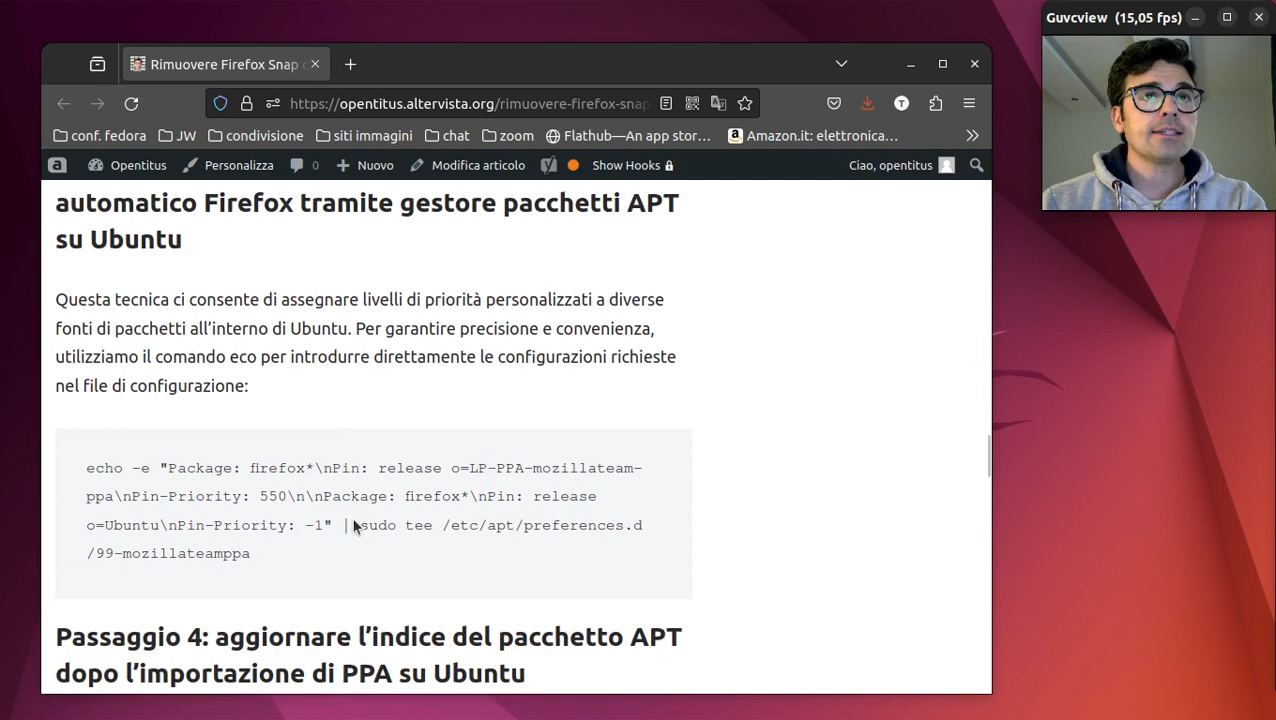 Guvcview (15,05 fps)
Rimuovere Firefox Snap
https://opentitus.altervista.org/rimuovere-firefox-snap
T
conf. fedora
JW
condivisione
siti immagini
chat
zoom
Flathub—An app stor…
Amazon.it: elettronica…
a
Opentitus
Personalizza
0
Nuovo
Modifica articolo
Show Hooks
Ciao, opentitus
automatico Firefox tramite gestore pacchetti APT
su Ubuntu
Questa tecnica ci consente di assegnare livelli di priorità personalizzati a diverse
fonti di pacchetti all’interno di Ubuntu. Per garantire precisione e convenienza,
utilizziamo il comando eco per introdurre direttamente le configurazioni richieste
nel file di configurazione:
echo -e "Package: firefox*\nPin: release o=LP-PPA-mozillateam-
ppa\nPin-Priority: 550\n\nPackage: firefox*\nPin: release
o=Ubuntu\nPin-Priority: -1" | sudo tee /etc/apt/preferences.d
/99-mozillateamppa
Passaggio 4: aggiornare l’indice del pacchetto APT
dopo l’importazione di PPA su Ubuntu